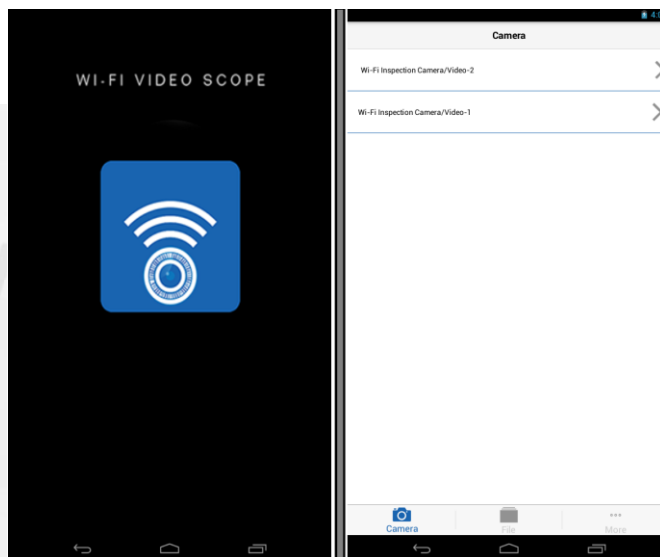 WI-FI VIDEO SCOPE
Camera
Wi-Fi Inspection Camera/Video-2
Wi-Fi Inspection Camera/Video-1
Camera
File
More